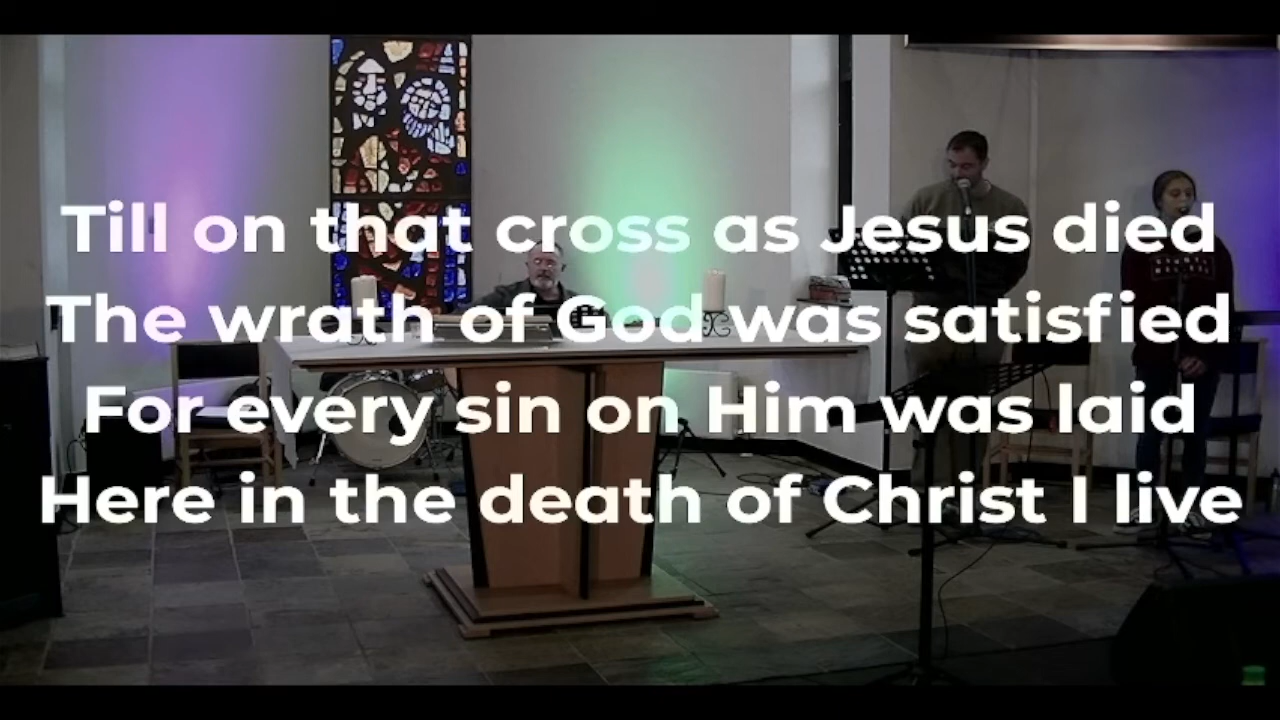 Till on that cross as Jesus died
The wrath of God was satisfied
For every sin on Him was laid
Here in the death of Christ I live